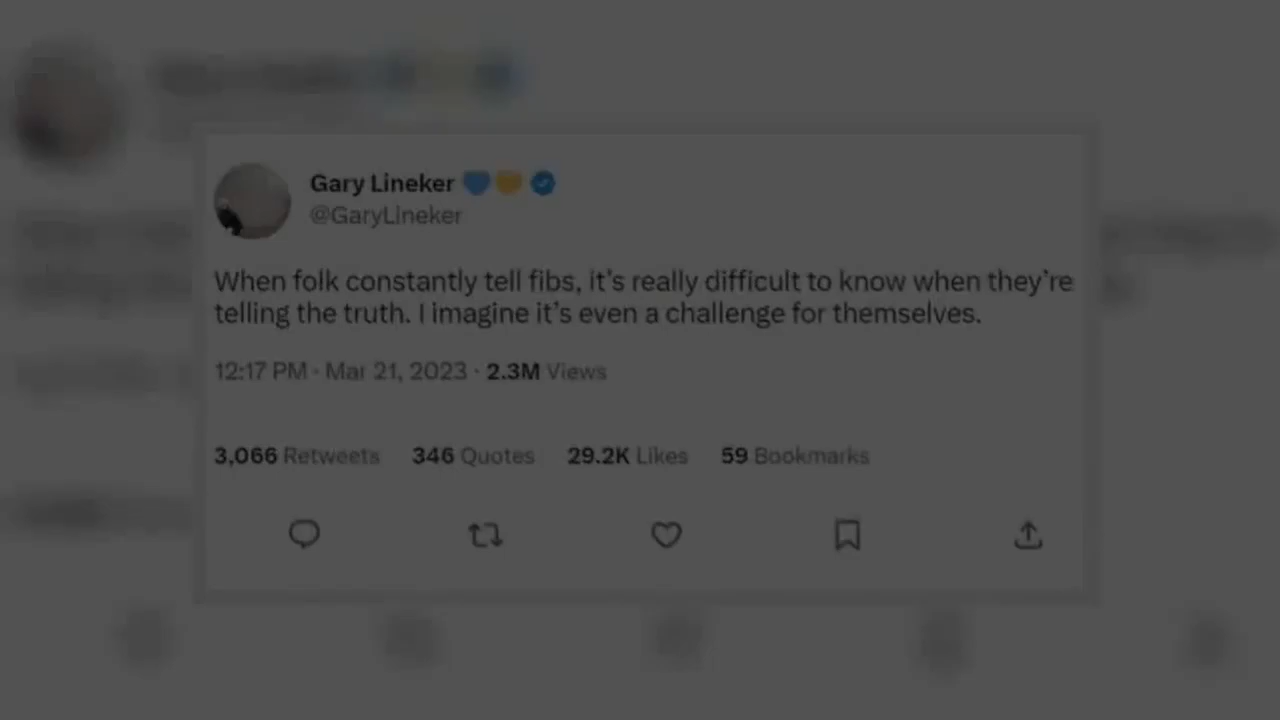 Gary Lineker 💙💛
@GaryLineker
When folk constantly tell fibs, it's really difficult to know when they're
telling the truth. I imagine it's even a challenge for themselves.
12:17 PM · Mar 21, 2023 · 2.3M Views
3,066 Retweets 346 Quotes 29.2K Likes 59 Bookmarks